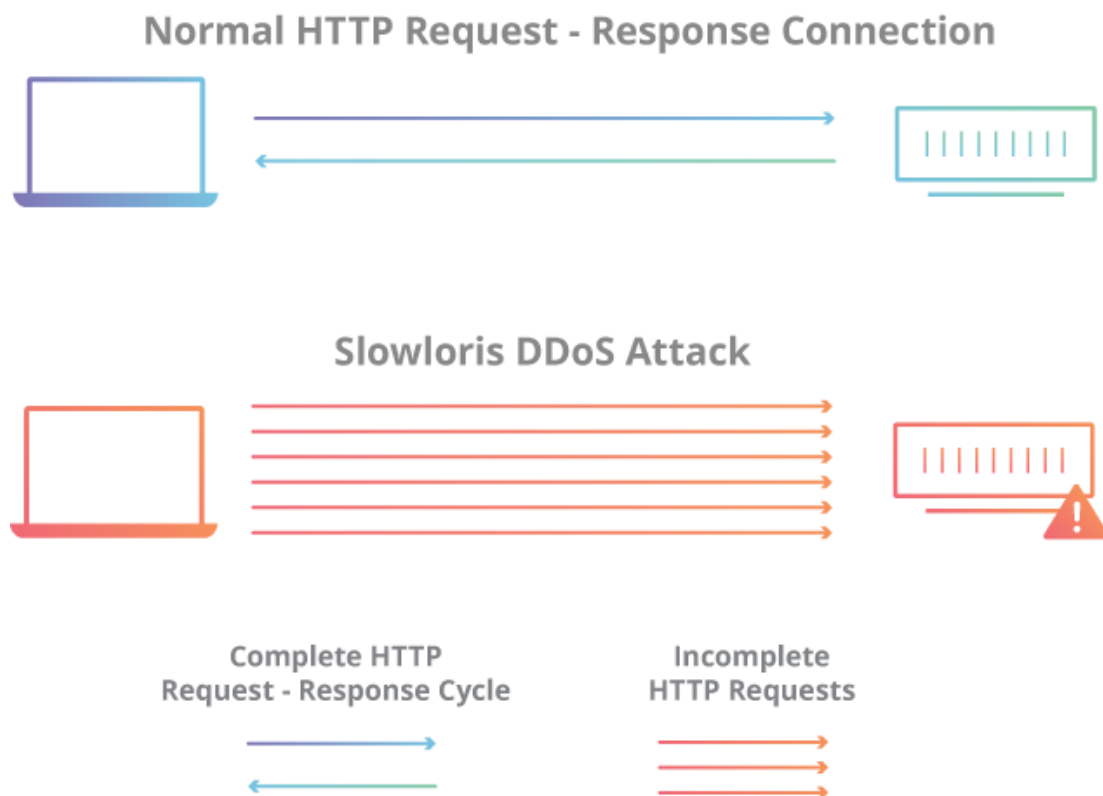 Normal HTTP Request - Response Connection
Slowloris DDoS Attack
Complete HTTP
Request - Response Cycle
Incomplete
HTTP Requests